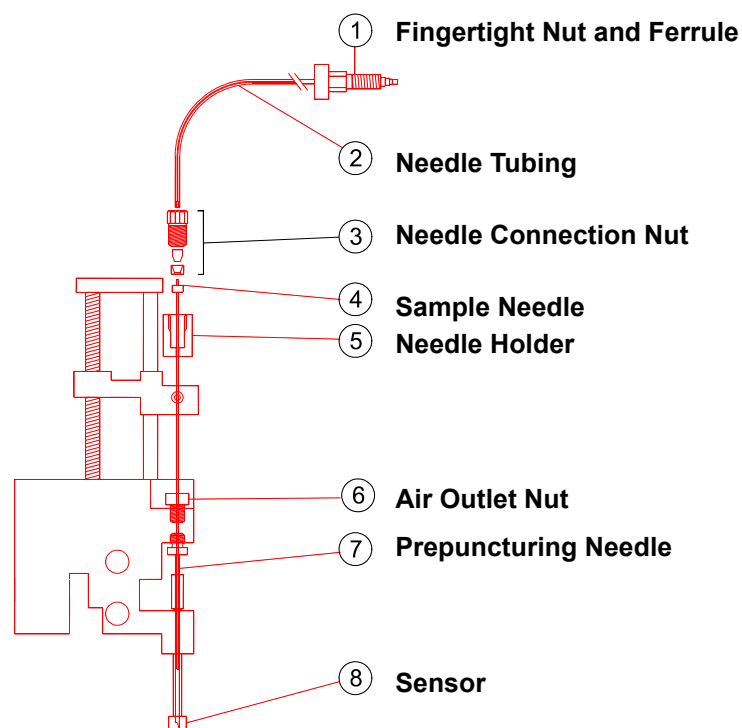 1 Fingertight Nut and Ferrule
2 Needle Tubing
3 Needle Connection Nut
4 Sample Needle
5 Needle Holder
6 Air Outlet Nut
7 Prepuncturing Needle
8 Sensor